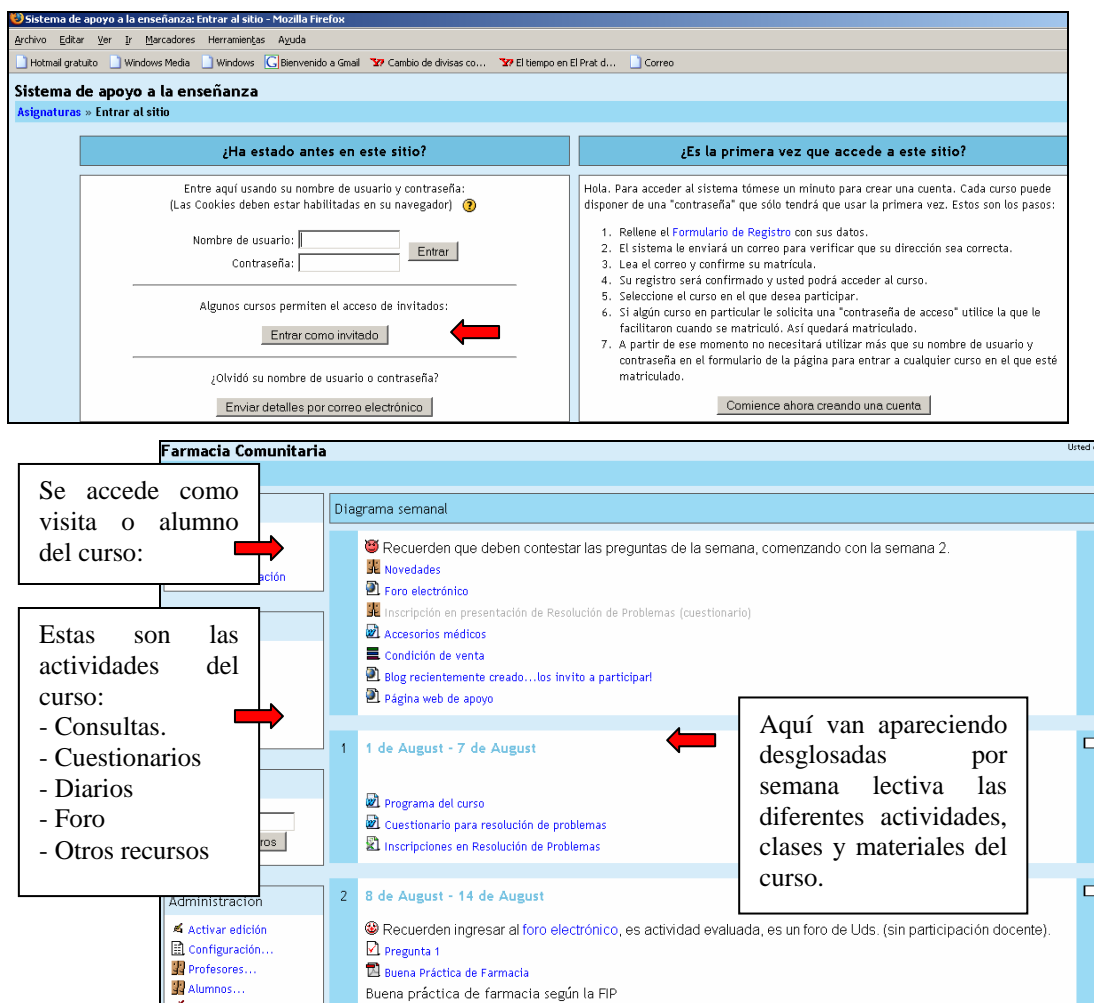 Sistema de apoyo a la enseñanza: Entrar al sitio - Mozilla Firefox
Archivo Editar Ver Ir Marcadores Herramientas Ayuda
Hotmail gratuito Windows Media Windows Bienvenido a Gmail Cambio de divisas co... El tiempo en El Prat d... Correo
Sistema de apoyo a la enseñanza
Asignaturas » Entrar al sitio
¿Ha estado antes en este sitio?
Entre aquí usando su nombre de usuario y contraseña:
(Las Cookies deben estar habilitadas en su navegador) ?
Nombre de usuario:
Contraseña:
Entrar
Algunos cursos permiten el acceso de invitados:
Entrar como invitado
¿Olvidó su nombre de usuario o contraseña?
Enviar detalles por correo electrónico
¿Es la primera vez que accede a este sitio?
Hola. Para acceder al sistema tómese un minuto para crear una cuenta. Cada curso puede
disponer de una "contraseña" que sólo tendrá que usar la primera vez. Estos son los pasos:
1. Rellene el Formulario de Registro con sus datos.
2. El sistema le enviará un correo para verificar que su dirección sea correcta.
3. Lea el correo y confirme su matrícula.
4. Su registro será confirmado y usted podrá acceder al curso.
5. Seleccione el curso en el que desea participar.
6. Si algún curso en particular le solicita una "contraseña de acceso" utilice la que le
facilitaron cuando se matriculó. Así quedará matriculado.
7. A partir de ese momento no necesitará utilizar más que su nombre de usuario y
contraseña en el formulario de la página para entrar a cualquier curso en el que esté
matriculado.
Comience ahora creando una cuenta
Farmacia Comunitaria
Usted
Se accede como
visita o alumno
del curso:
ación
Estas son las
actividades del
curso:
- Consultas.
- Cuestionarios
- Diarios
- Foro
- Otros recursos
ros
Administracion
Activar edición
Configuración...
Profesores...
Alumnos...
Diagrama semanal
Recuerden que deben contestar las preguntas de la semana, comenzando con la semana 2.
Novedades
Foro electrónico
Inscripción en presentación de Resolución de Problemas (cuestionario)
Accesorios médicos
Condición de venta
Blog recientemente creado...los invito a participar!
Página web de apoyo
1 1 de August - 7 de August
Programa del curso
Cuestionario para resolución de problemas
Inscripciones en Resolución de Problemas
Aquí van apareciendo
desglosadas por
semana lectiva las
diferentes actividades,
clases y materiales del
curso.
2 8 de August - 14 de August
Recuerden ingresar al foro electrónico, es actividad evaluada, es un foro de Uds. (sin participación docente).
Pregunta 1
Buena Práctica de Farmacia
Buena práctica de farmacia según la FIP